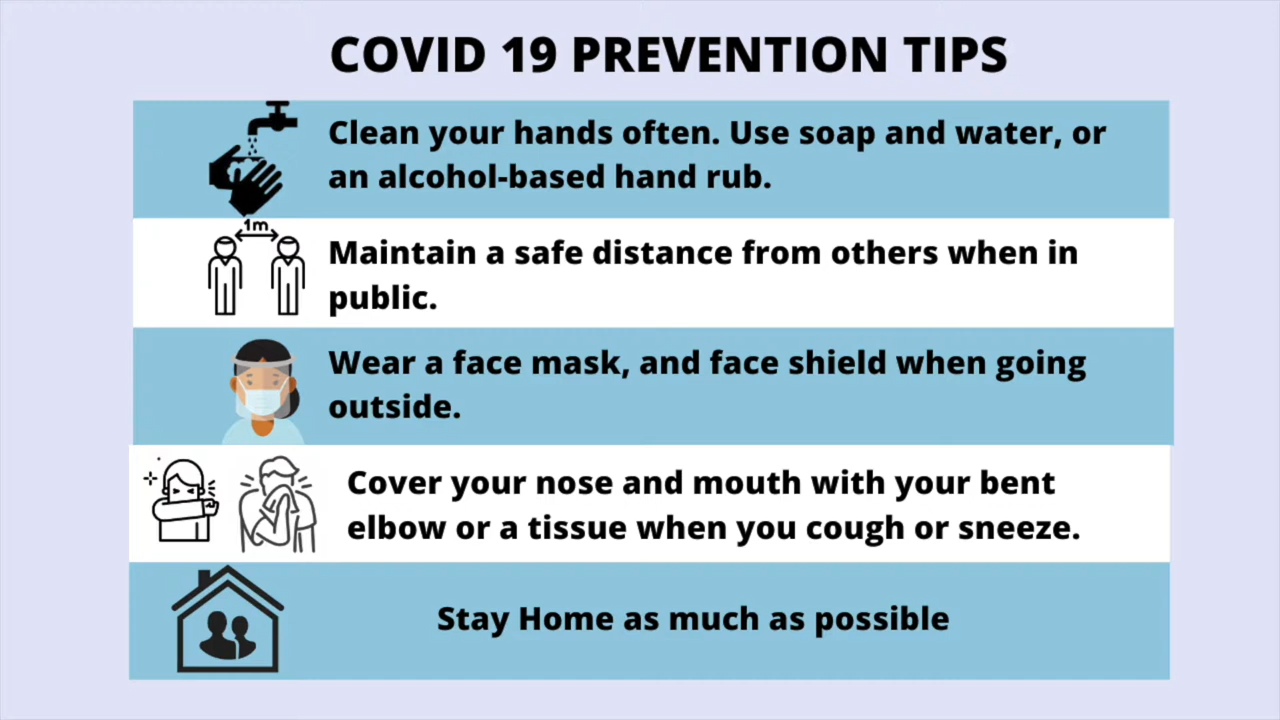 COVID 19 PREVENTION TIPS
Clean your hands often. Use soap and water, or
an alcohol-based hand rub.
1m
Maintain a safe distance from others when in
public.
Wear a face mask, and face shield when going
outside.
Cover your nose and mouth with your bent
elbow or a tissue when you cough or sneeze.
Stay Home as much as possible